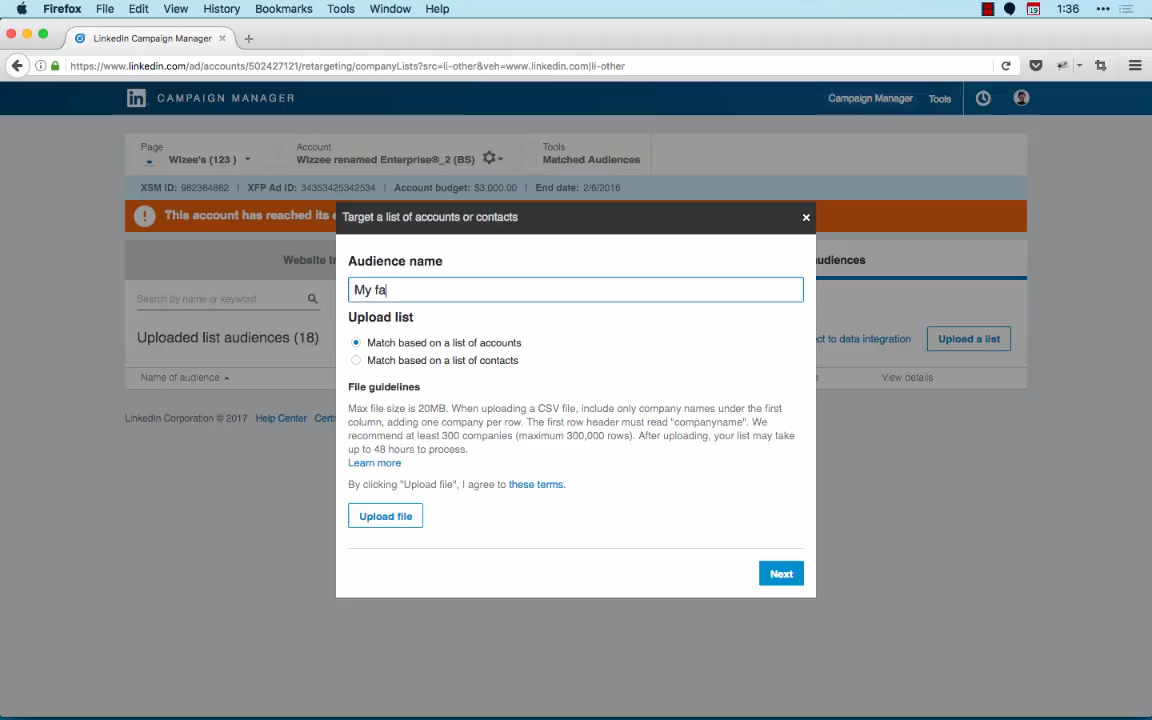 Firefox File Edit View History Bookmarks Tools Window Help 19 1:36
LinkedIn Campaign Manager
https://www.linkedin.com/ad/accounts/502427121/retargeting/companyLists?src=li-other&veh=www.linkedin.com|li-other
in CAMPAIGN MANAGER Campaign Manager Tools
Page Account Tools
Wizee's (123 ) Wizzee renamed Enterprise®_2 (BS) Matched Audiences
XSM ID: 982364862 | XFP Ad ID: 34353425342534 | Account budget: $3,000.00 | End date: 2/6/2016
! This account has reached its e
Target a list of accounts or contacts
Website tr audiences
Audience name
My fa
Search by name or keyword
Upload list
Uploaded list audiences (18) ct to data integration Upload a list
Match based on a list of accounts
Match based on a list of contacts
Name of audience View details
File guidelines
Max file size is 20MB. When uploading a CSV file, include only company names under the first
column, adding one company per row. The first row header must read "companyname". We
recommend at least 300 companies (maximum 300,000 rows). After uploading, your list may take
up to 48 hours to process.
Learn more
LinkedIn Corporation © 2017 Help Center Certi
By clicking "Upload file", I agree to these terms.
Upload file
Next